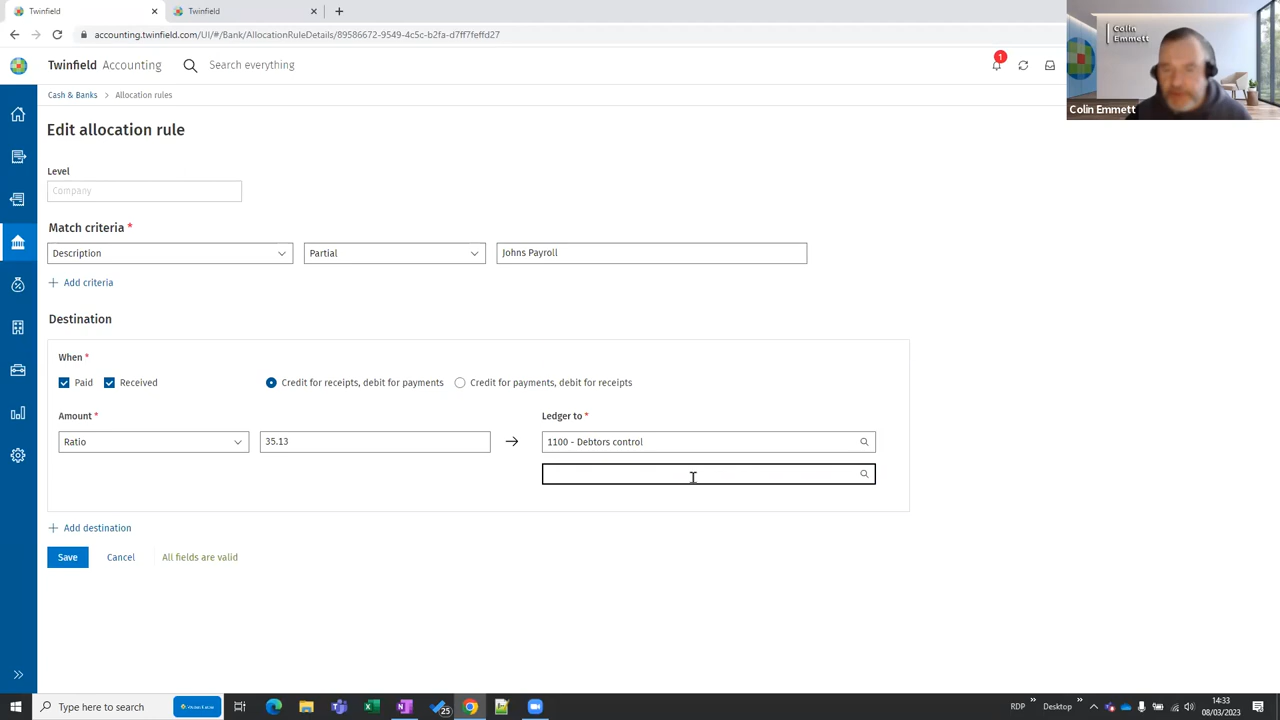 Twinfield
Twinfield
accounting.twinfield.com/UI/#/Bank/AllocationRuleDetails/89586672-9549-4c5c-b2fa-d7ff7feffd27
Twinfield Accounting
Search everything
1
Colin
Emmett
Colin Emmett
Cash & Banks > Allocation rules
Edit allocation rule
Level
Company
Match criteria *
Description
Partial
Johns Payroll
+ Add criteria
Destination
When *
Paid
Received
Credit for receipts, debit for payments
Credit for payments, debit for receipts
Amount *
Ledger to *
Ratio
35.13
1100 - Debtors control
+ Add destination
Save
Cancel
All fields are valid
Type here to search
25
RDP
Desktop
14:33
08/03/2023